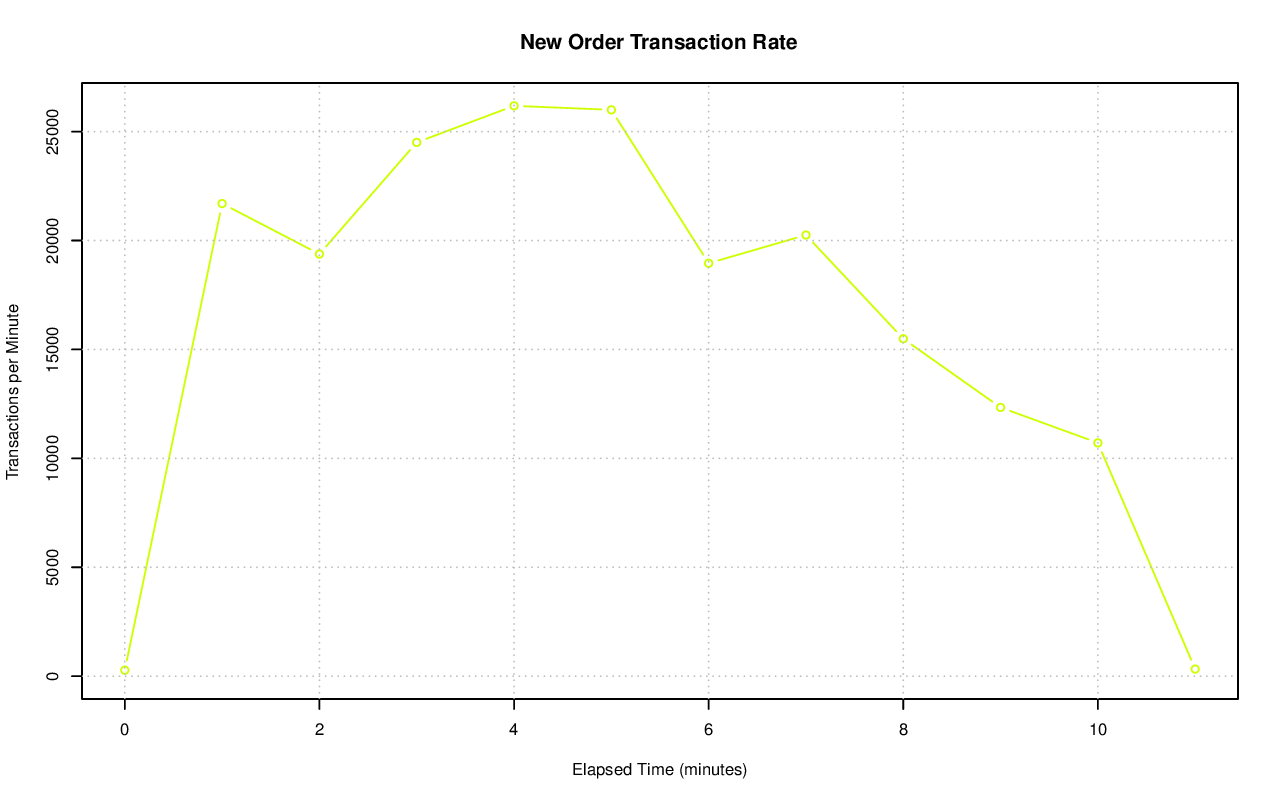 New Order Transaction Rate
Transactions per Minute
25000
20000
15000
10000
5000
0
0 2 4 6 8 10
Elapsed Time (minutes)